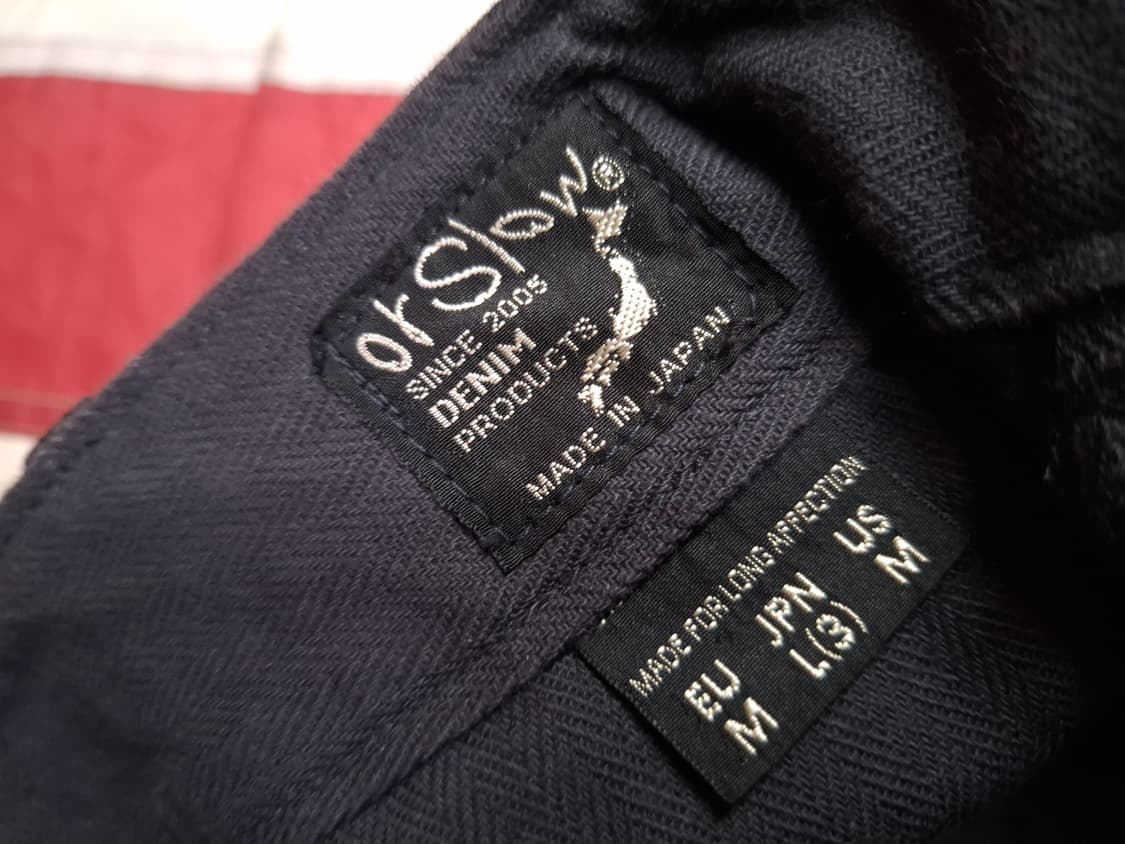 orSlow®
SINCE 2005
DENIM
PRODUCTS
MADE IN JAPAN
MADE FOR LONG AFFECTION
EU JPN US
M L(3) M